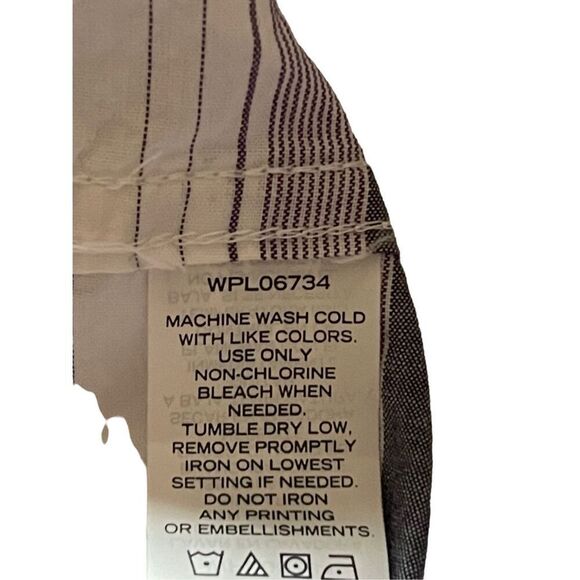 WPL06734
MACHINE WASH COLD
WITH LIKE COLORS.
USE ONLY
NON-CHLORINE
BLEACH WHEN
NEEDED.
TUMBLE DRY LOW,
REMOVE PROMPTLY
IRON ON LOWEST
SETTING IF NEEDED.
DO NOT IRON
ANY PRINTING
OR EMBELLISHMENTS.